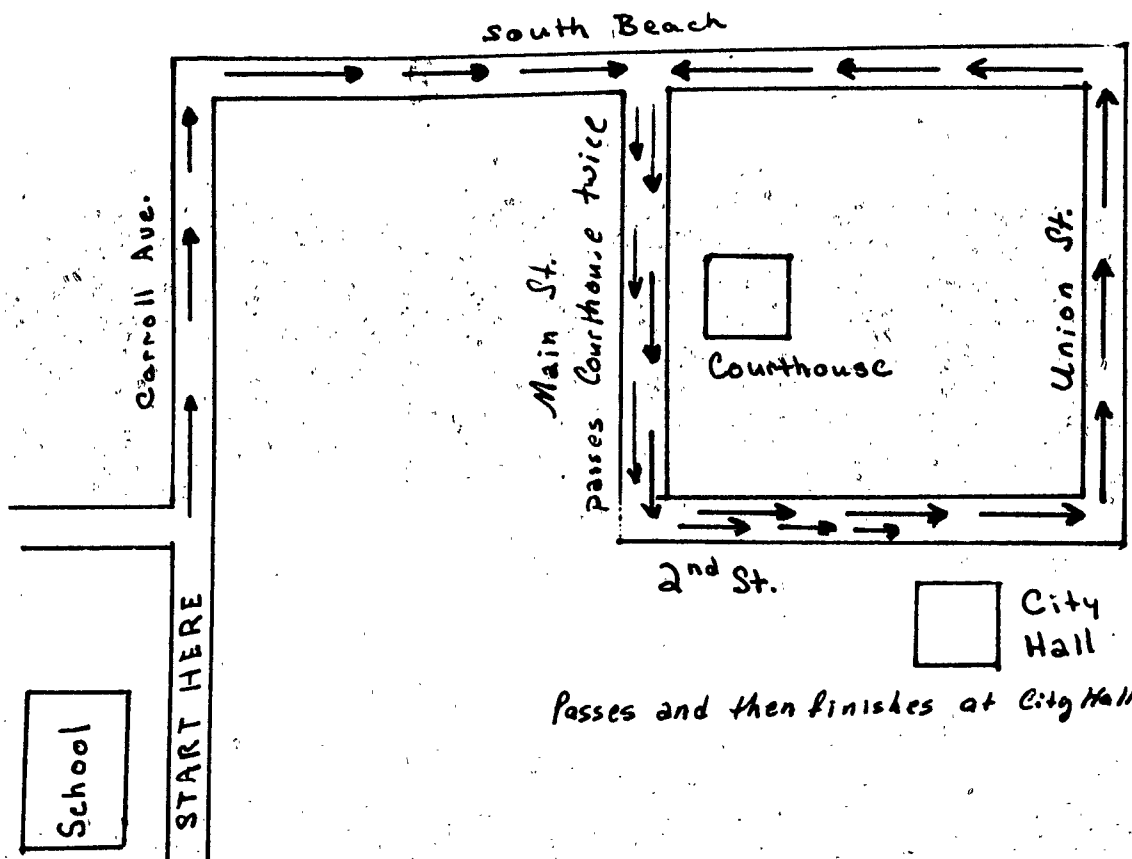 South Beach
Carroll Ave.
Main St.
passes Courthouse twice
Courthouse
Union St.
2nd St.
City
Hall
Passes and then finishes at City Hall
START HERE
School